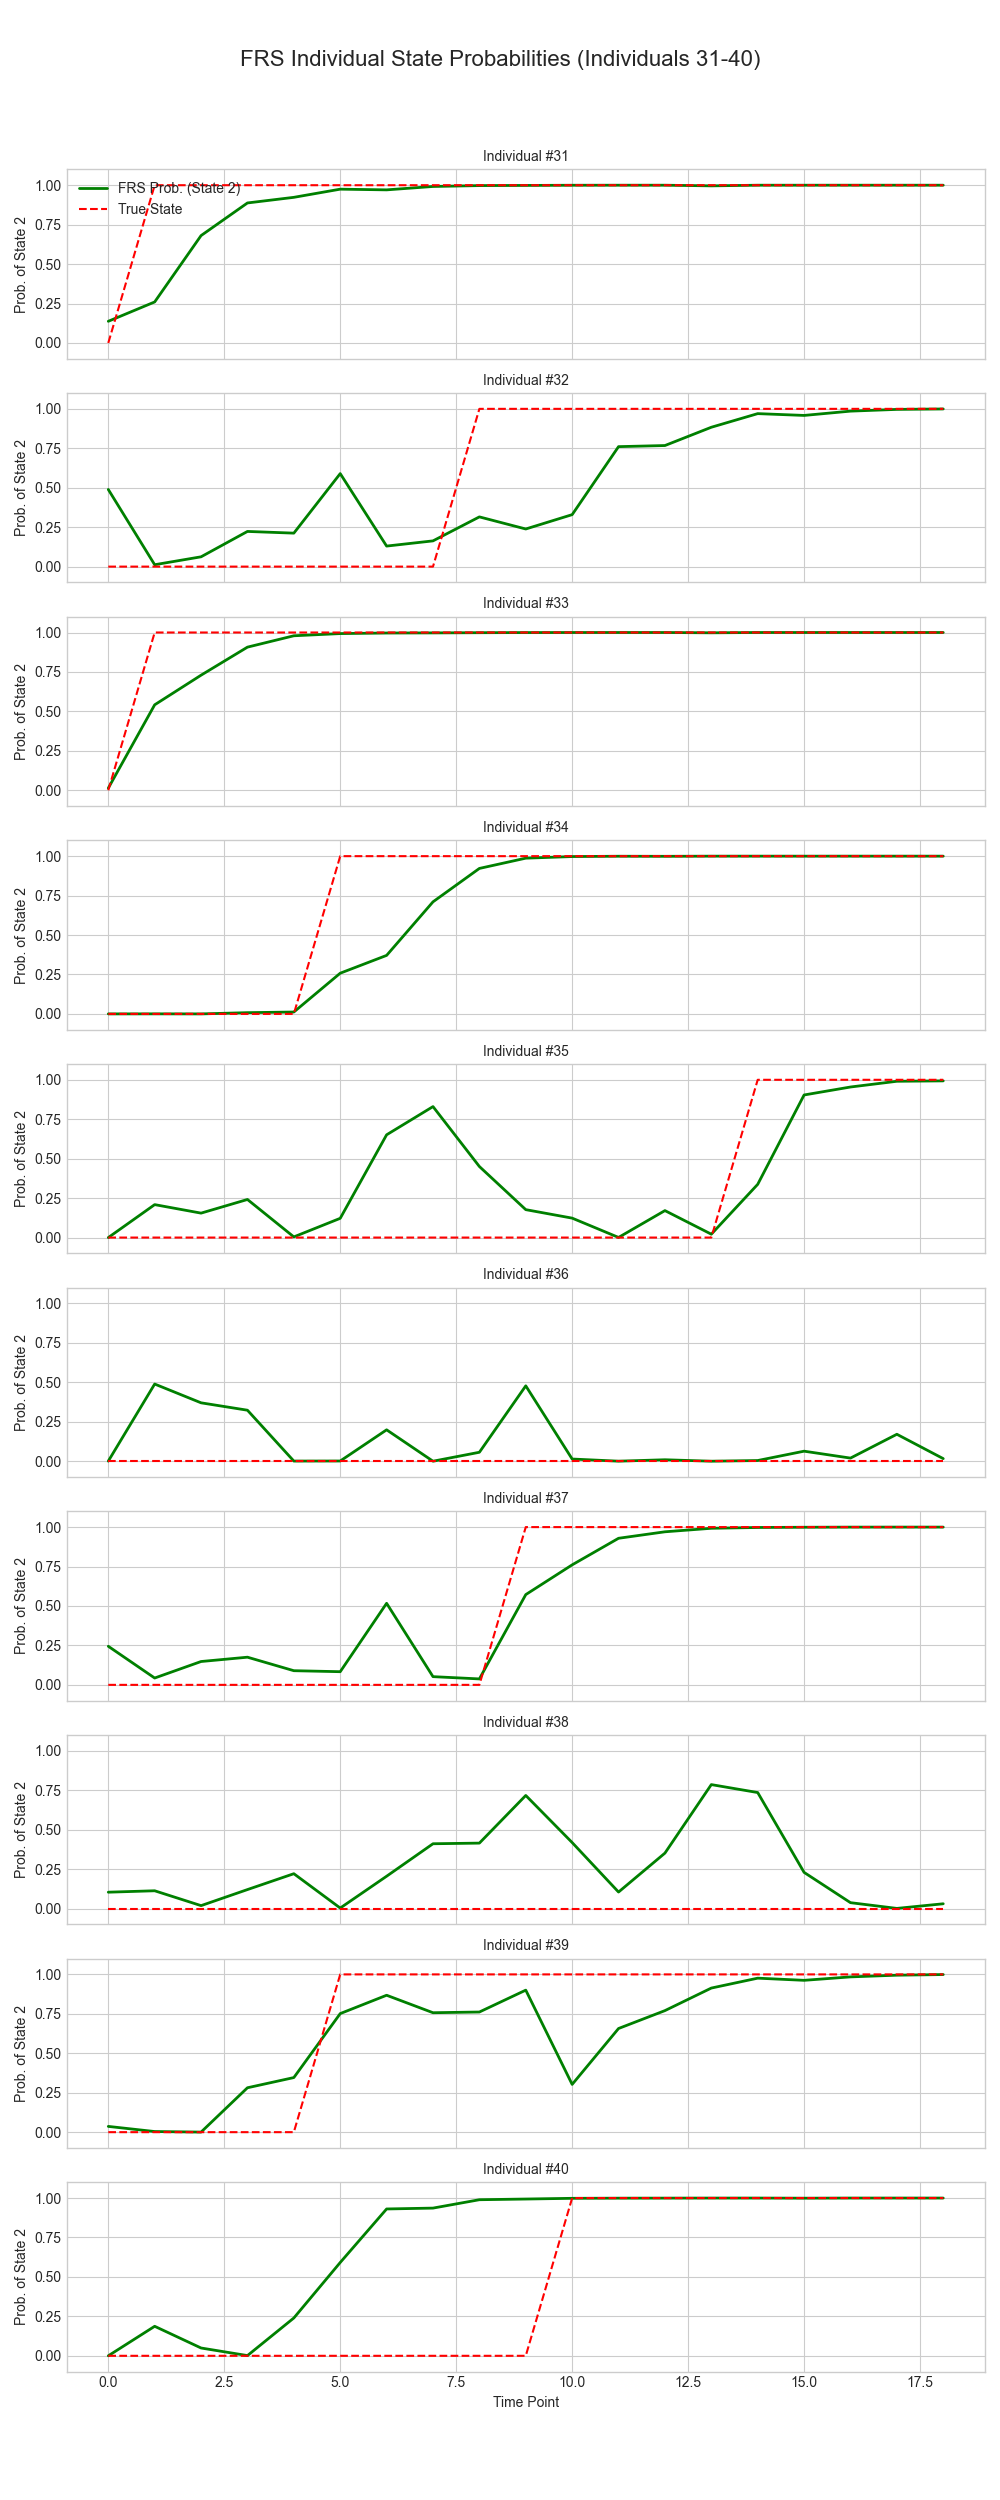 FRS Individual State Probabilities (Individuals 31-40)
Individual #31
FRS Prob. (State 2)
True State
Prob. of State 2
1.00
0.75
0.50
0.25
0.00
Individual #32
Prob. of State 2
1.00
0.75
0.50
0.25
0.00
Individual #33
Prob. of State 2
1.00
0.75
0.50
0.25
0.00
Individual #34
Prob. of State 2
1.00
0.75
0.50
0.25
0.00
Individual #35
Prob. of State 2
1.00
0.75
0.50
0.25
0.00
Individual #36
Prob. of State 2
1.00
0.75
0.50
0.25
0.00
Individual #37
Prob. of State 2
1.00
0.75
0.50
0.25
0.00
Individual #38
Prob. of State 2
1.00
0.75
0.50
0.25
0.00
Individual #39
Prob. of State 2
1.00
0.75
0.50
0.25
0.00
Individual #40
Prob. of State 2
1.00
0.75
0.50
0.25
0.00
0.0 2.5 5.0 7.5 10.0 12.5 15.0 17.5
Time Point